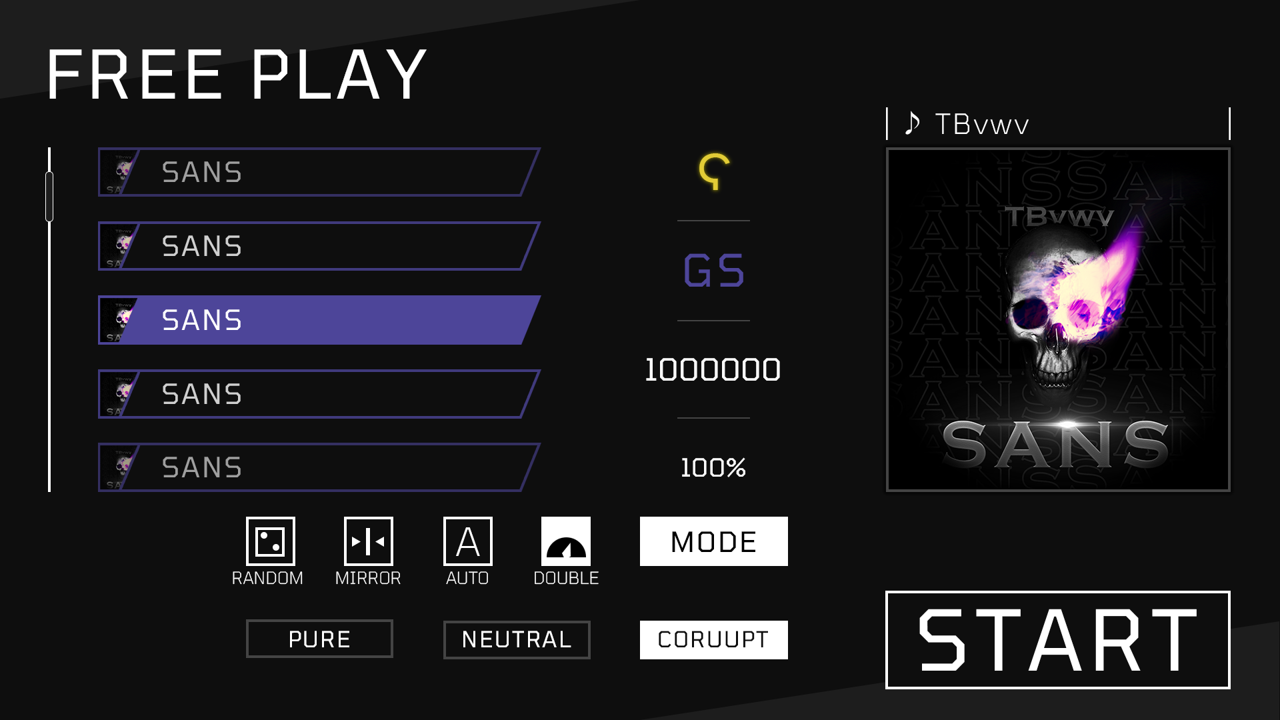 FREE PLAY
SANS
SANS
SANS
SANS
SANS
GS
1000000
100%
♪ TBvwv
TBvwv
SANS
RANDOM
MIRROR
A
AUTO
DOUBLE
MODE
PURE
NEUTRAL
CORUUPT
START